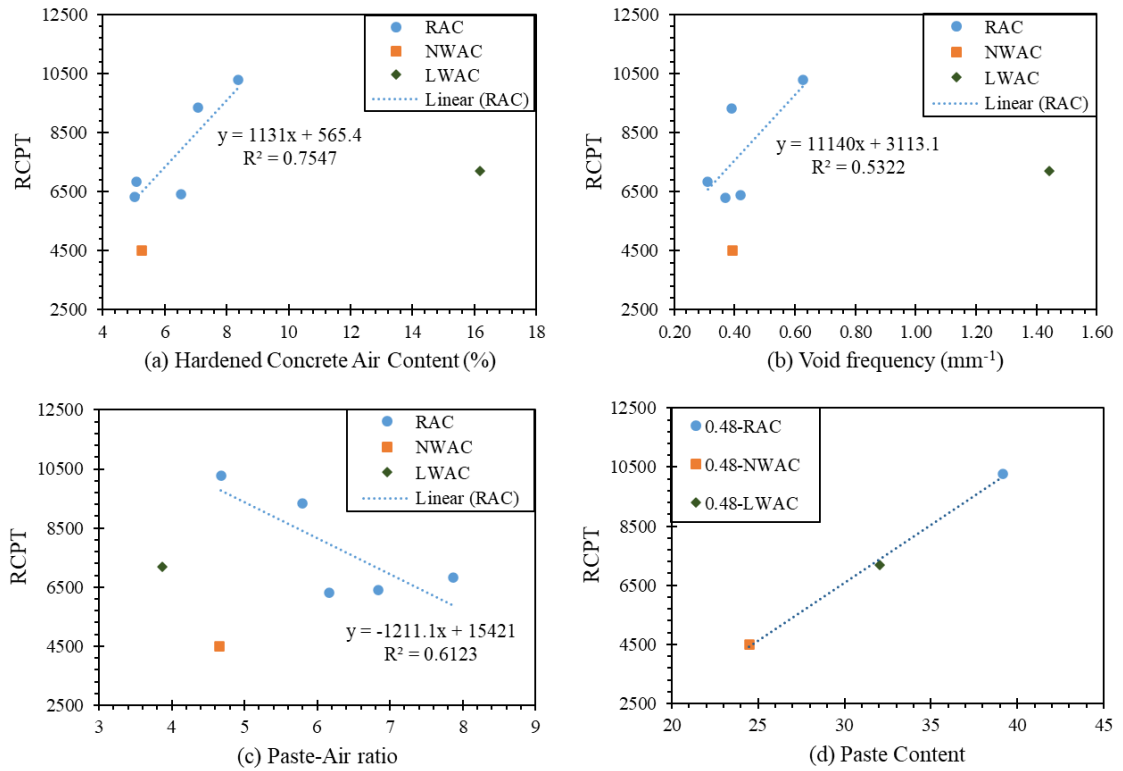 12500
10500
8500
6500
4500
2500
RCPT
4 6 8 10 12 14 16 18
RAC
NWAC
LWAC
Linear (RAC)
y = 1131x + 565.4
R² = 0.7547
(a) Hardened Concrete Air Content (%)
12500
10500
8500
6500
4500
2500
RCPT
0.20 0.40 0.60 0.80 1.00 1.20 1.40 1.60
RAC
NWAC
LWAC
Linear (RAC)
y = 11140x + 3113.1
R² = 0.5322
(b) Void frequency (mm⁻¹)
12500
10500
8500
6500
4500
2500
RCPT
3 4 5 6 7 8 9
RAC
NWAC
LWAC
Linear (RAC)
y = -1211.1x + 15421
R² = 0.6123
(c) Paste-Air ratio
12500
10500
8500
6500
4500
2500
RCPT
20 25 30 35 40 45
0.48-RAC
0.48-NWAC
0.48-LWAC
(d) Paste Content